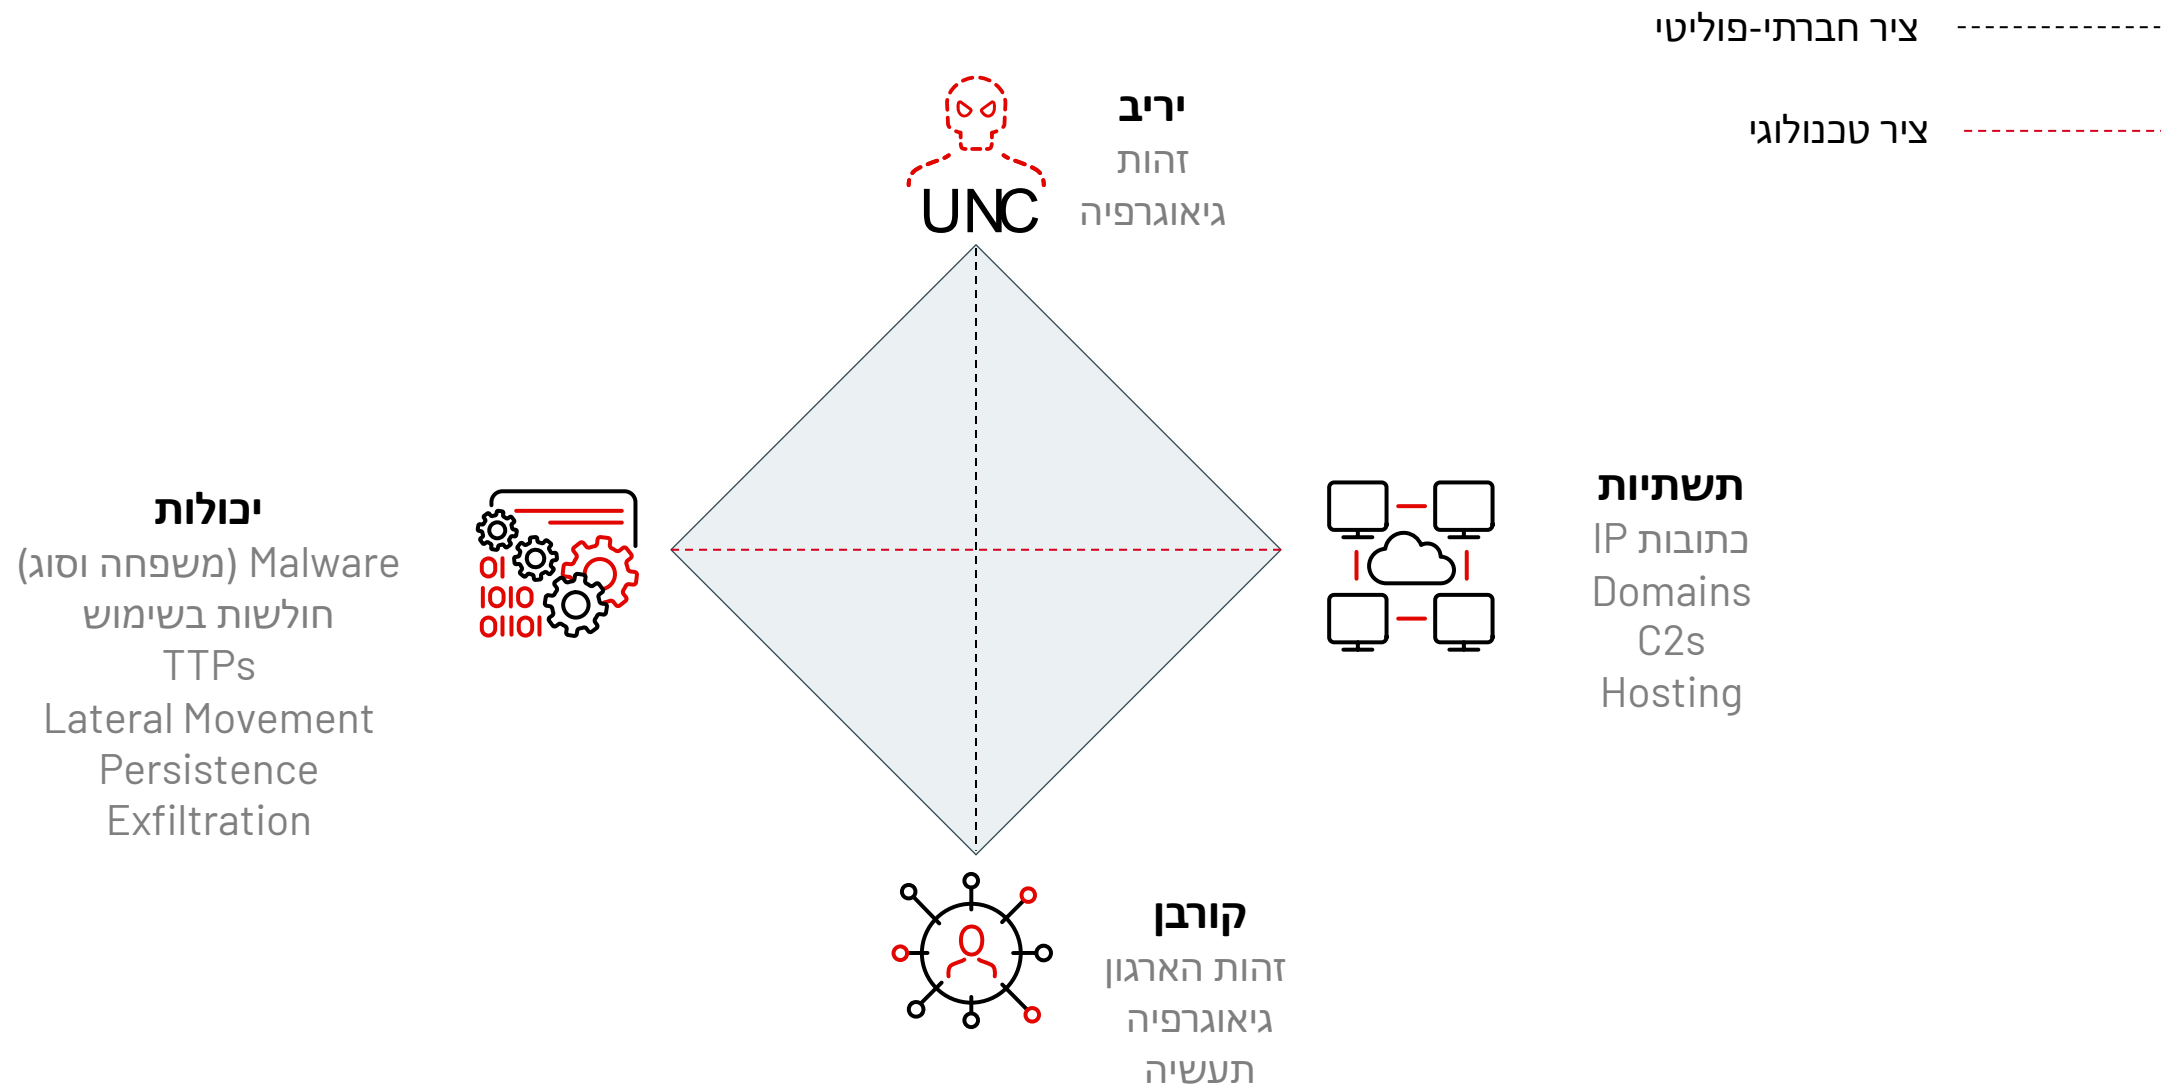 ציר חברתי-פוליטי
ציר טכנולוגי
יריב
זהות
גיאוגרפיה
UNC
תשתיות
כתובות IP
Domains
C2s
Hosting
יכולות
Malware (משפחה וסוג)
חולשות בשימוש
TTPs
Lateral Movement
Persistence
Exfiltration
01
1010
01101
קורבן
זהות הארגון
גיאוגרפיה
תעשיה